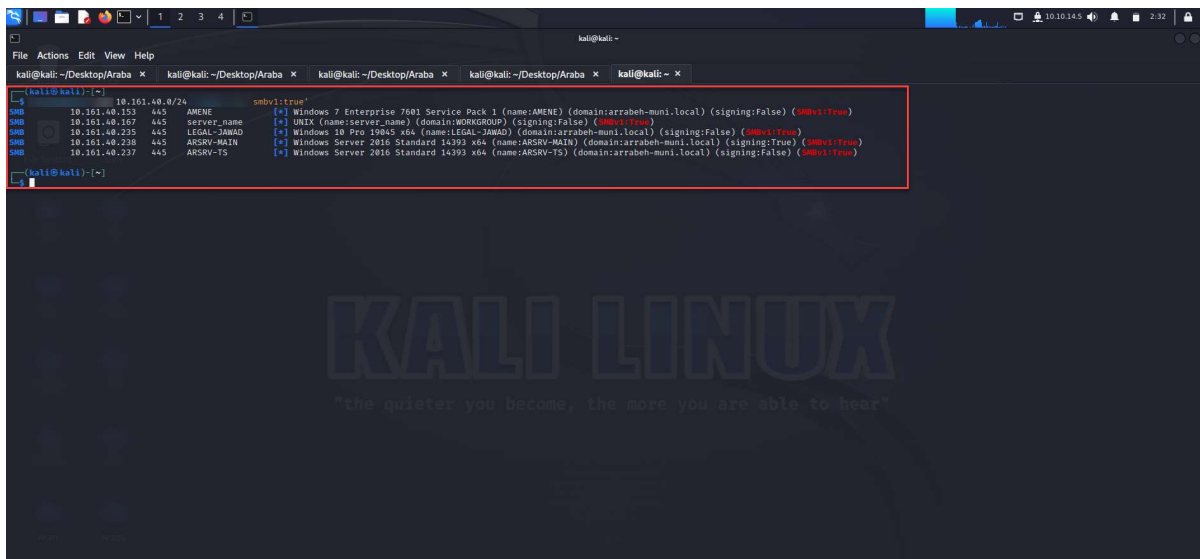 1 2 3 4
10.10.14.5
2:32
kali@kali: ~
File Actions Edit View Help
kali@kali: ~/Desktop/Araba × kali@kali: ~/Desktop/Araba × kali@kali: ~/Desktop/Araba × kali@kali: ~/Desktop/Araba × kali@kali: ~ ×
┌──(kali㉿kali)-[~]
└─$ 10.161.40.0/24 smbv1:true'
SMB 10.161.40.153 445 AMENE [*] Windows 7 Enterprise 7601 Service Pack 1 (name:AMENE) (domain:arrabeh-muni.local) (signing:False) (SMBv1:True)
SMB 10.161.40.167 445 server_name [*] UNIX (name:server_name) (domain:WORKGROUP) (signing:False) (SMBv1:True)
SMB 10.161.40.235 445 LEGAL-JAWAD [*] Windows 10 Pro 19045 x64 (name:LEGAL-JAWAD) (domain:arrabeh-muni.local) (signing:False) (SMBv1:True)
SMB 10.161.40.238 445 ARSRV-MAIN [*] Windows Server 2016 Standard 14393 x64 (name:ARSRV-MAIN) (domain:arrabeh-muni.local) (signing:True) (SMBv1:True)
SMB 10.161.40.237 445 ARSRV-TS [*] Windows Server 2016 Standard 14393 x64 (name:ARSRV-TS) (domain:arrabeh-muni.local) (signing:False) (SMBv1:True)
┌──(kali㉿kali)-[~]
└─$
KALI LINUX
"the quieter you become, the more you are able to hear"